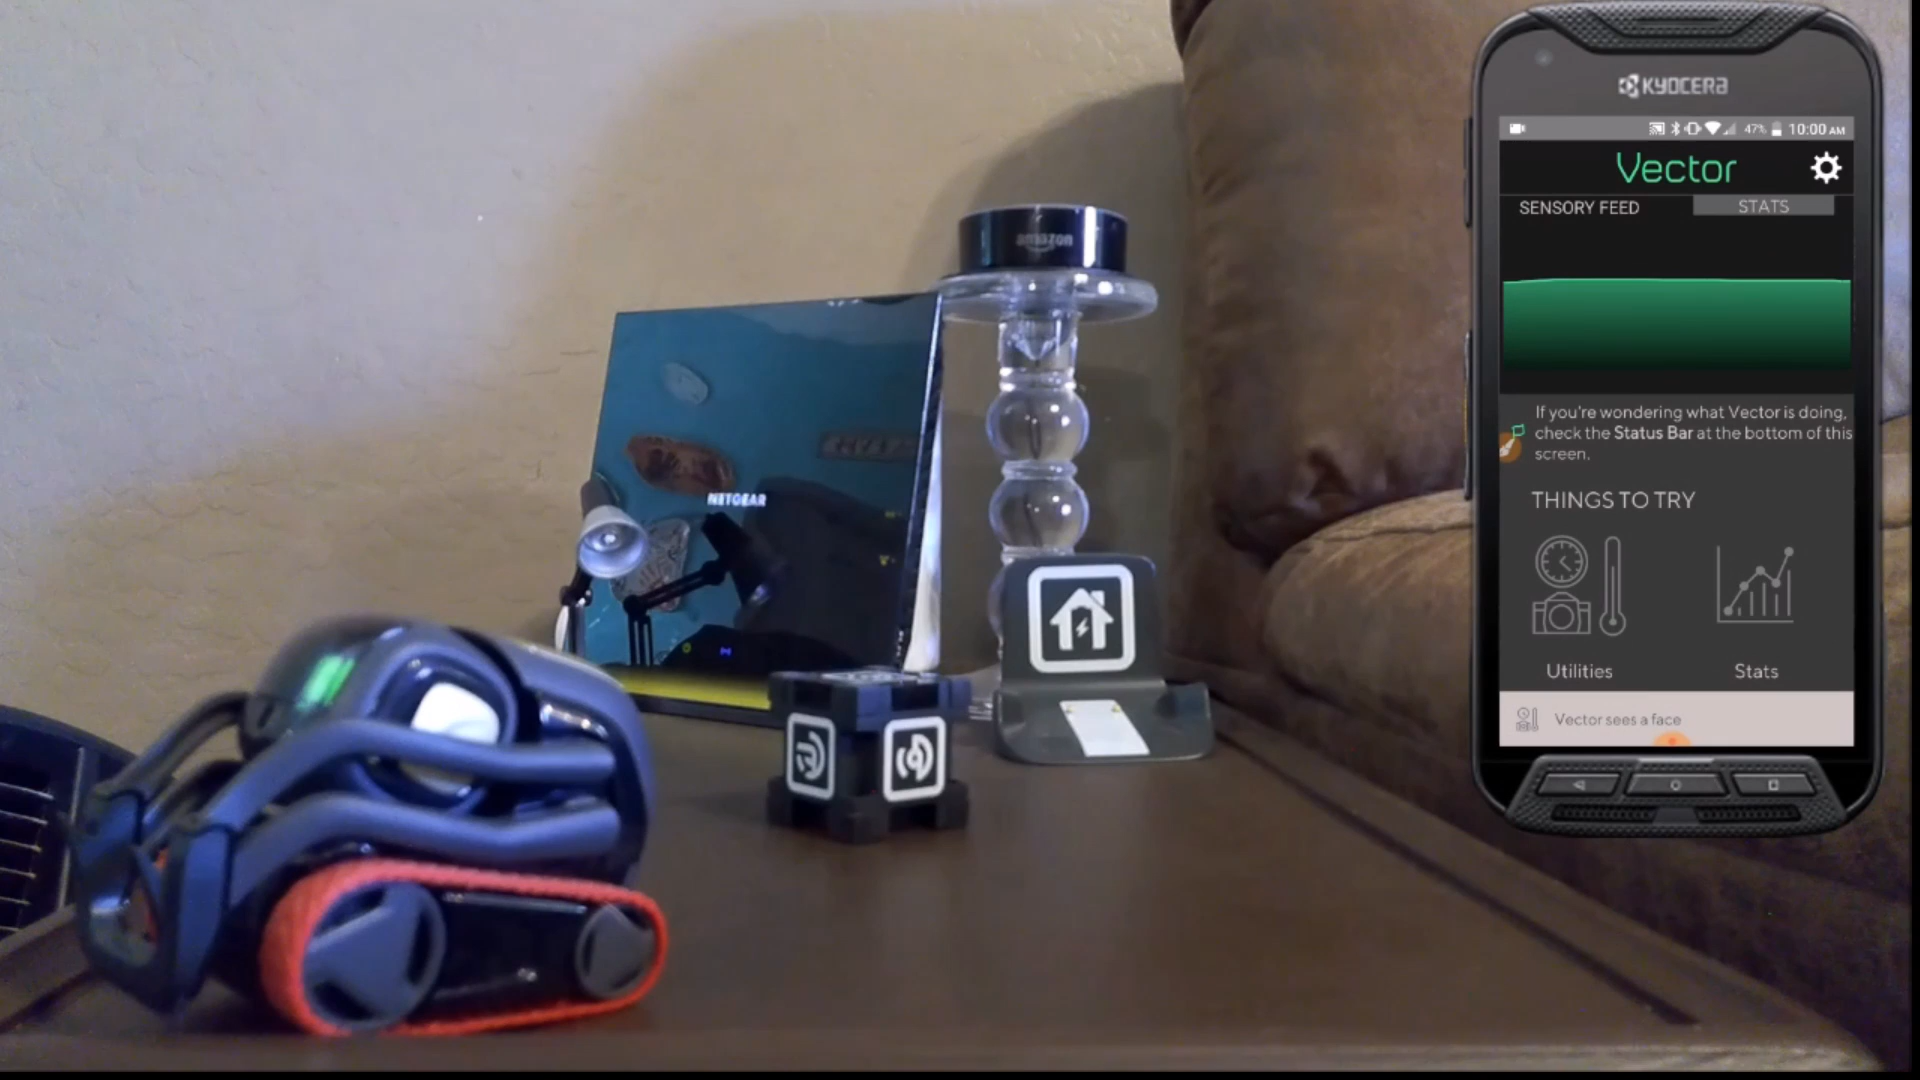 amazon
NETGEAR
KYOCERA
47% 10:00 AM
Vector
SENSORY FEED
STATS
If you're wondering what Vector is doing,
check the Status Bar at the bottom of this
screen.
THINGS TO TRY
Utilities
Stats
Vector sees a face